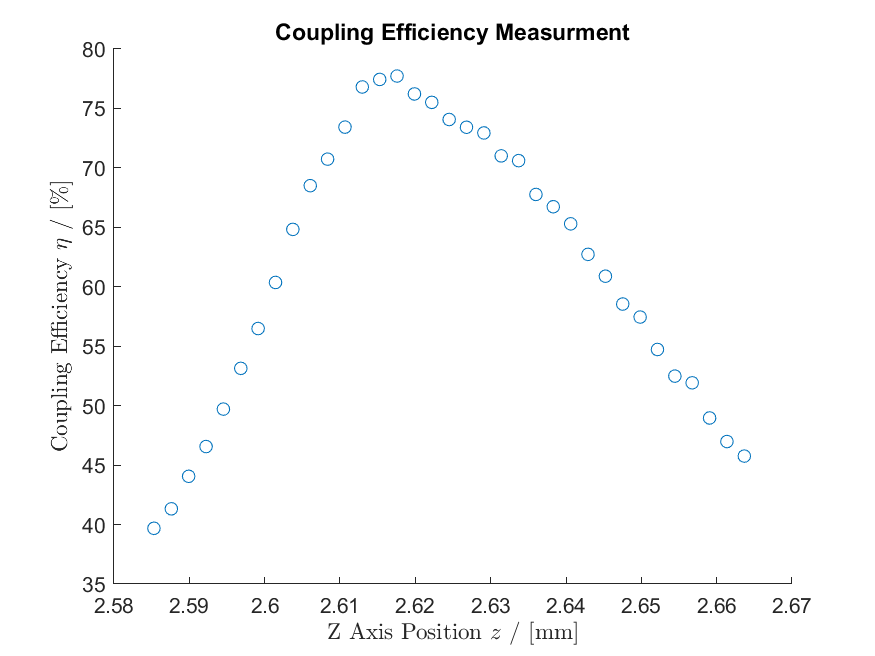 Coupling Efficiency Measurment
80
75
70
65
60
55
50
45
40
35
Coupling Efficiency η / [%]
2.58 2.59 2.6 2.61 2.62 2.63 2.64 2.65 2.66 2.67
Z Axis Position z / [mm]